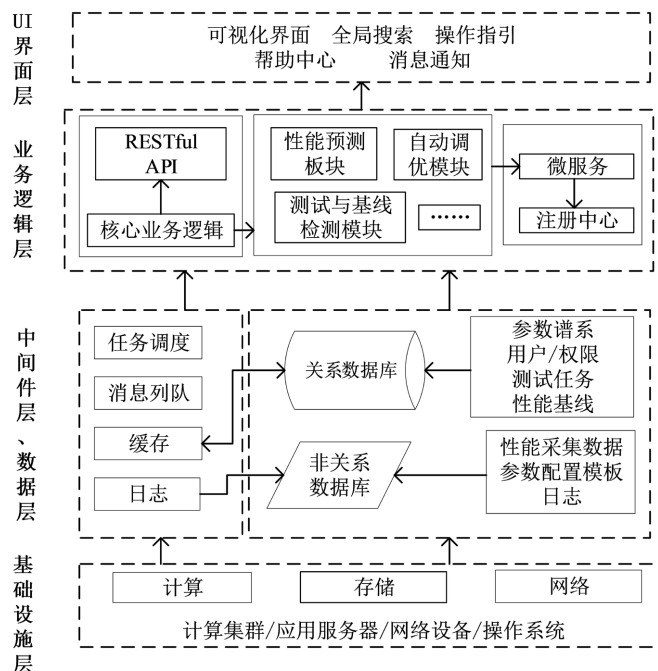 UI界面层
可视化界面 全局搜索 操作指引
帮助中心 消息通知
业务逻辑层
RESTful
API
核心业务逻辑
性能预测
板块
自动调
优模块
测试与基线
检测模块
……
微服务
注册中心
中间件层、数据层
任务调度
消息列队
缓存
日志
关系数据库
非关系
数据库
参数谱系
用户/权限
测试任务
性能基线
性能采集数据
参数配置模板
日志
基础设施层
计算
存储
网络
计算集群/应用服务器/网络设备/操作系统